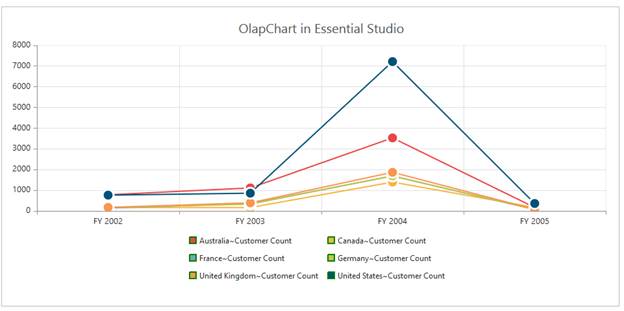 OlapChart in Essential Studio
8000
7000
6000
5000
4000
3000
2000
1000
0
FY 2002 FY 2003 FY 2004 FY 2005
Australia~Customer Count Canada~Customer Count
France~Customer Count Germany~Customer Count
United Kingdom~Customer Count United States~Customer Count